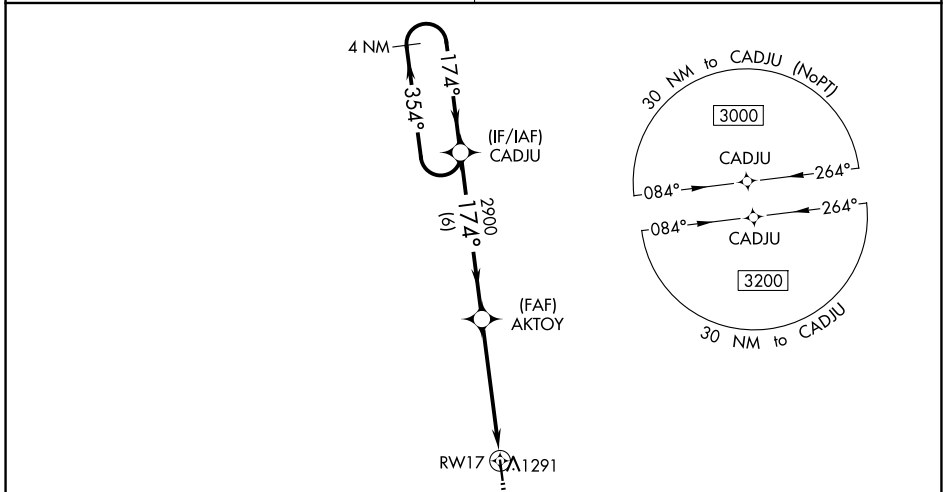 4 NM
174°
354°
(IF/IAF)
CADJU
2900
174°
(6)
(FAF)
AKTOY
RW17
1291
30 NM to CADJU (NoPT)
3000
CADJU
084°
264°
084°
264°
CADJU
3200
30 NM to CADJU